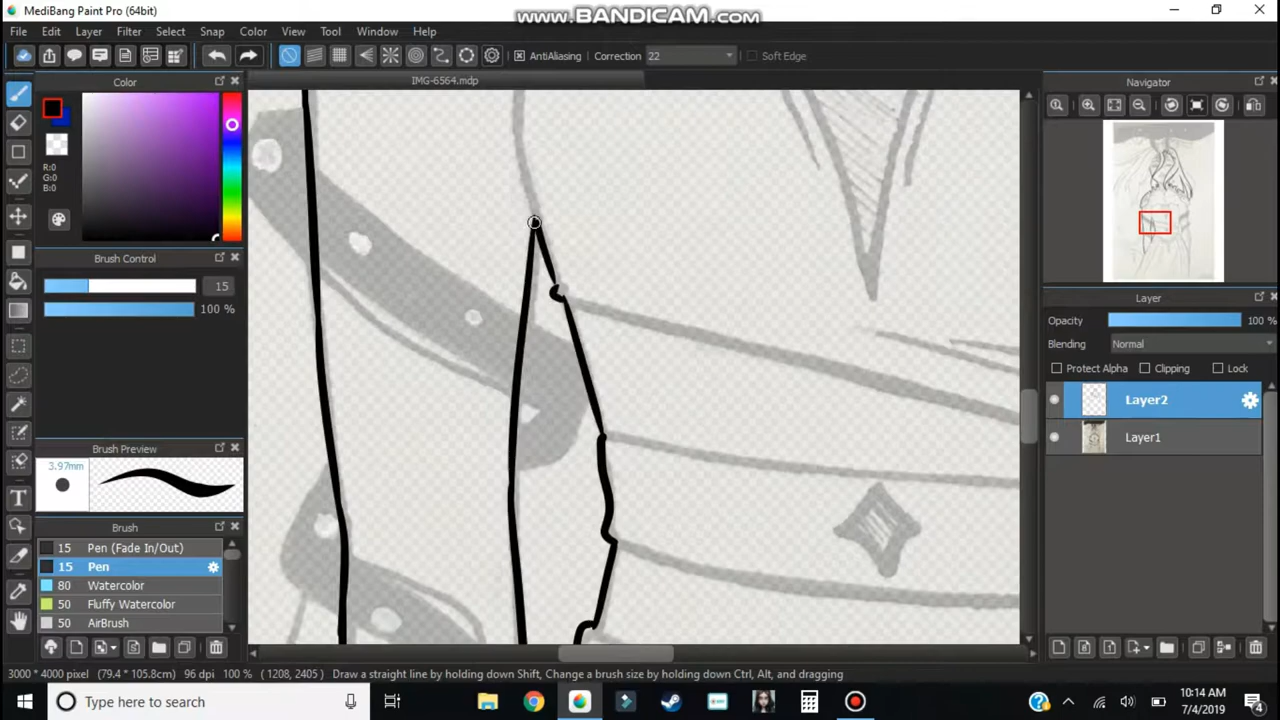 MediBang Paint Pro (64bit)
www.BANDICAM.com
File Edit Layer Filter Select Snap Color View Tool Window Help
AntiAliasing Correction 22 Soft Edge
Color
IMG-6564.mdp
Navigator
R:0
G:0
B:0
Brush Control
15
100 %
Layer
Opacity 100 %
Blending Normal
Protect Alpha Clipping Lock
Layer2
Layer1
Brush Preview
3.97mm
T
Brush
15 Pen (Fade In/Out)
15 Pen
80 Watercolor
50 Fluffy Watercolor
50 AirBrush
3000 * 4000 pixel (79.4 * 105.8cm) 96 dpi 100 % ( 1208, 2405 ) Draw a straight line by holding down Shift, Change a brush size by holding down Ctrl, Alt, and dragging
Type here to search
10:14 AM
7/4/2019
4